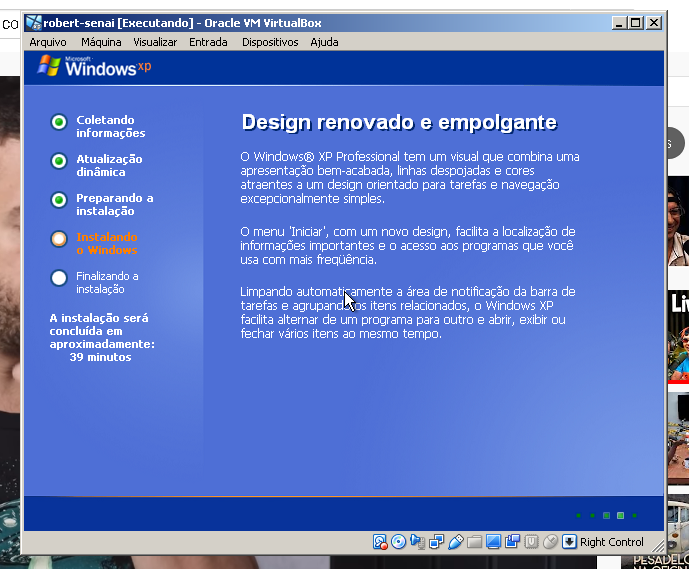 robert-senai [Executando] - Oracle VM VirtualBox
co
Arquivo Máquina Visualizar Entrada Dispositivos Ajuda
Microsoft
Windows xp
Coletando
informações
Atualização
dinâmica
Preparando a
instalação
Instalando
o Windows
Finalizando a
instalação
A instalação será
concluída em
aproximadamente:
39 minutos
Design renovado e empolgante
O Windows® XP Professional tem um visual que combina uma
apresentação bem-acabada, linhas despojadas e cores
atraentes a um design orientado para tarefas e navegação
excepcionalmente simples.
O menu 'Iniciar', com um novo design, facilita a localização de
informações importantes e o acesso aos programas que você
usa com mais freqüência.
Limpando automaticamente a área de notificação da barra de
tarefas e agrupando os itens relacionados, o Windows XP
facilita alternar de um programa para outro e abrir, exibir ou
fechar vários itens ao mesmo tempo.
s
Liv
Right Control
PESADEL
NA OFICIN